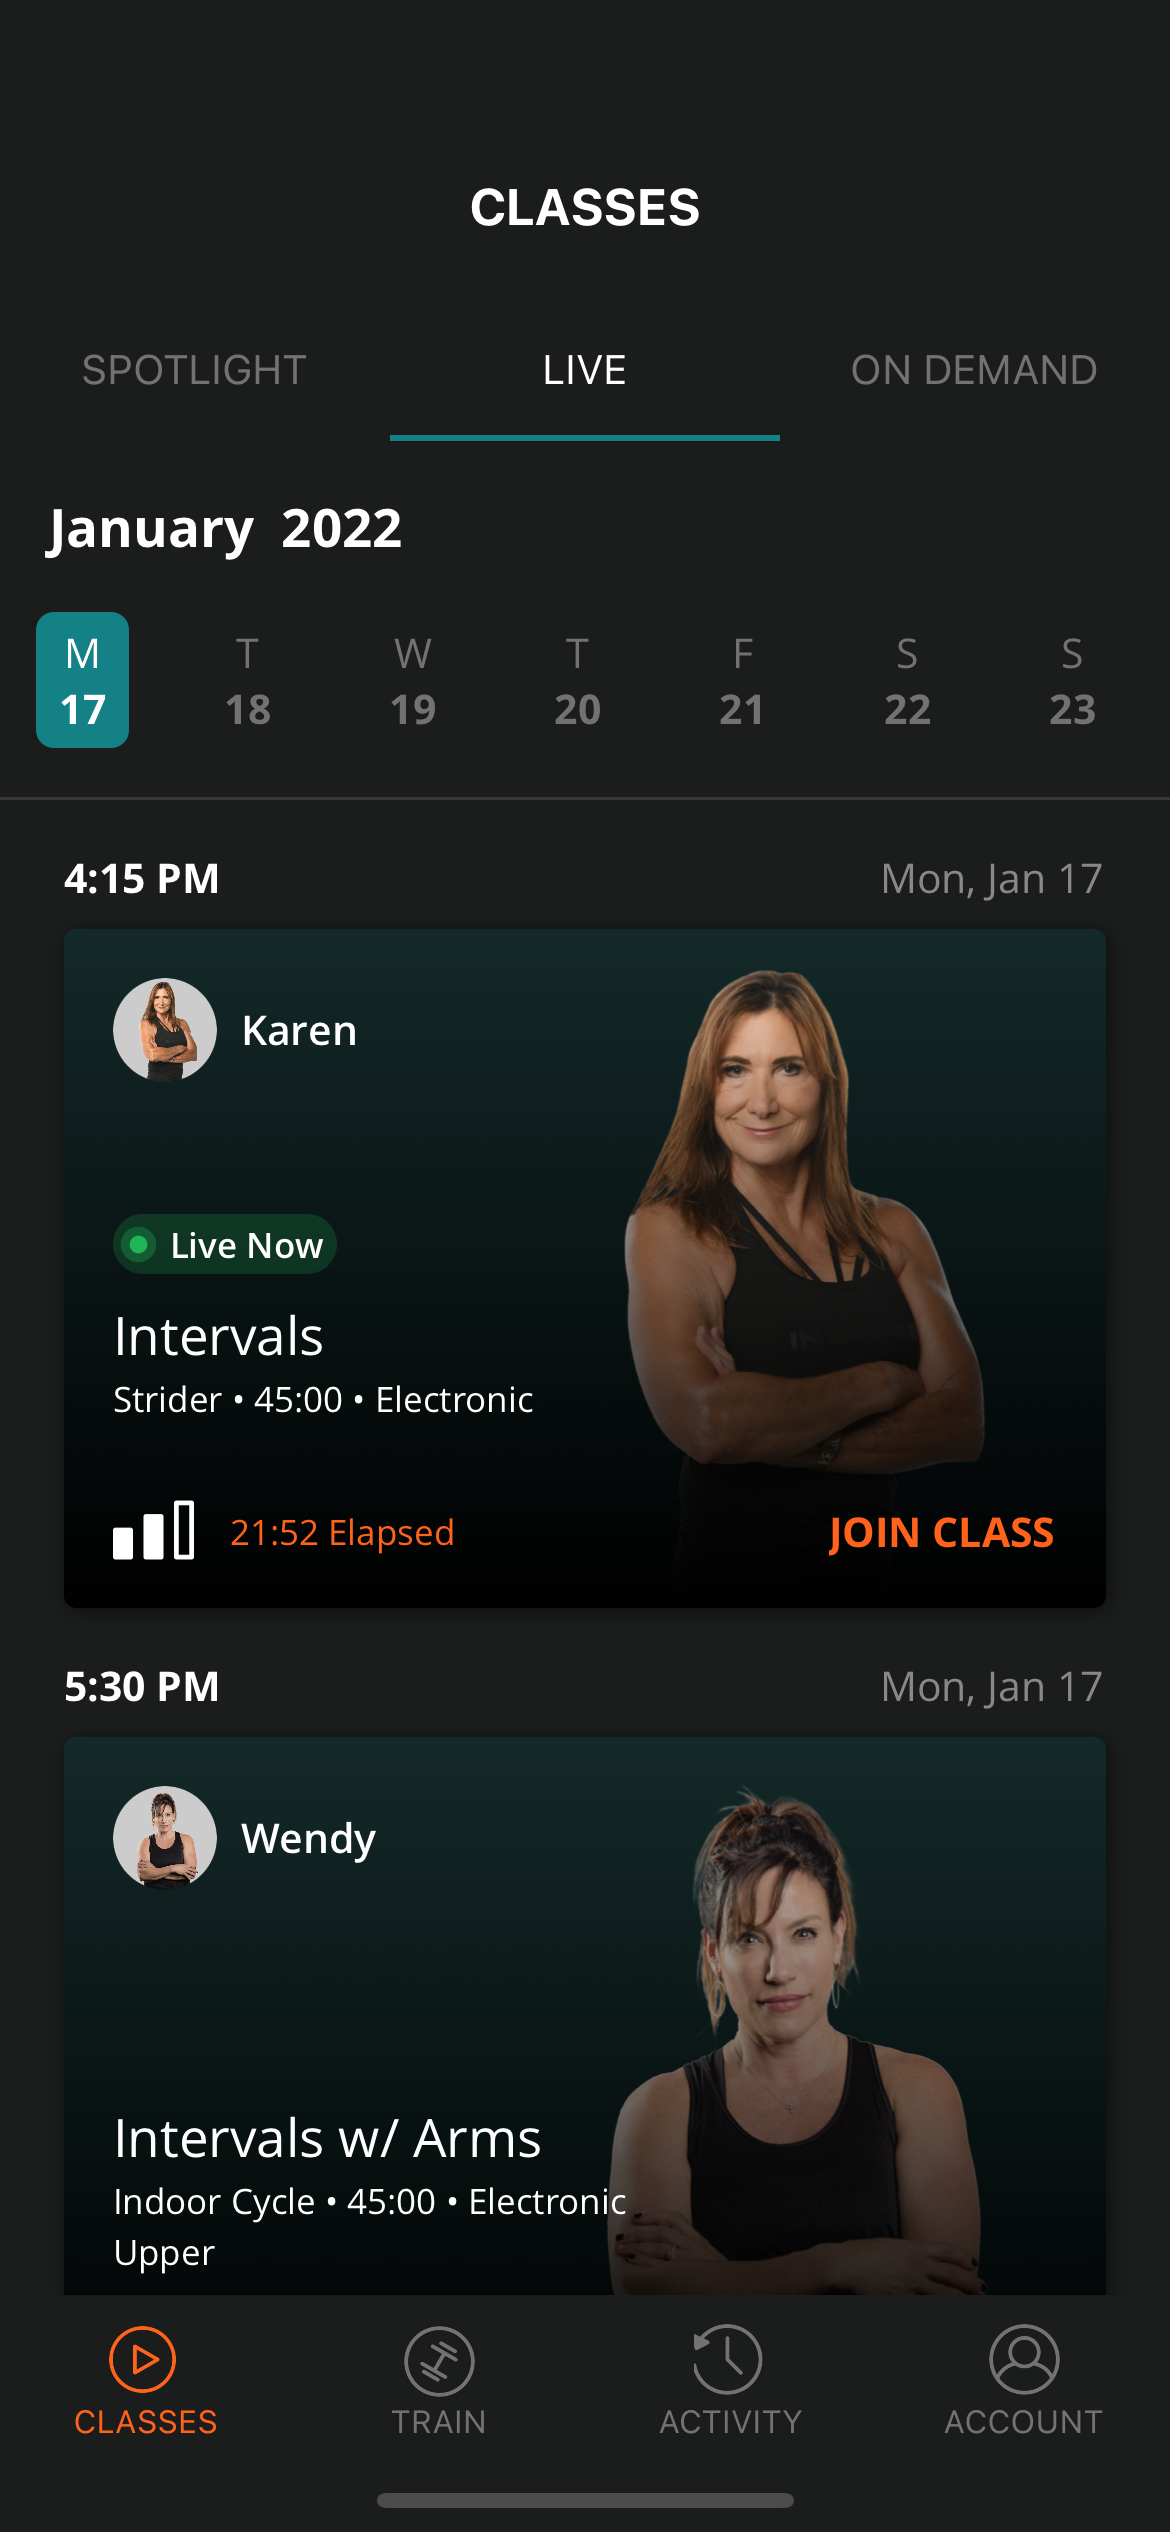 CLASSES
SPOTLIGHT LIVE ON DEMAND
January 2022
M T W T F S S
17 18 19 20 21 22 23
4:15 PM Mon, Jan 17
Karen
Live Now
Intervals
Strider • 45:00 • Electronic
21:52 Elapsed JOIN CLASS
5:30 PM Mon, Jan 17
Wendy
Intervals w/ Arms
Indoor Cycle • 45:00 • Electronic
Upper
CLASSES TRAIN ACTIVITY ACCOUNT